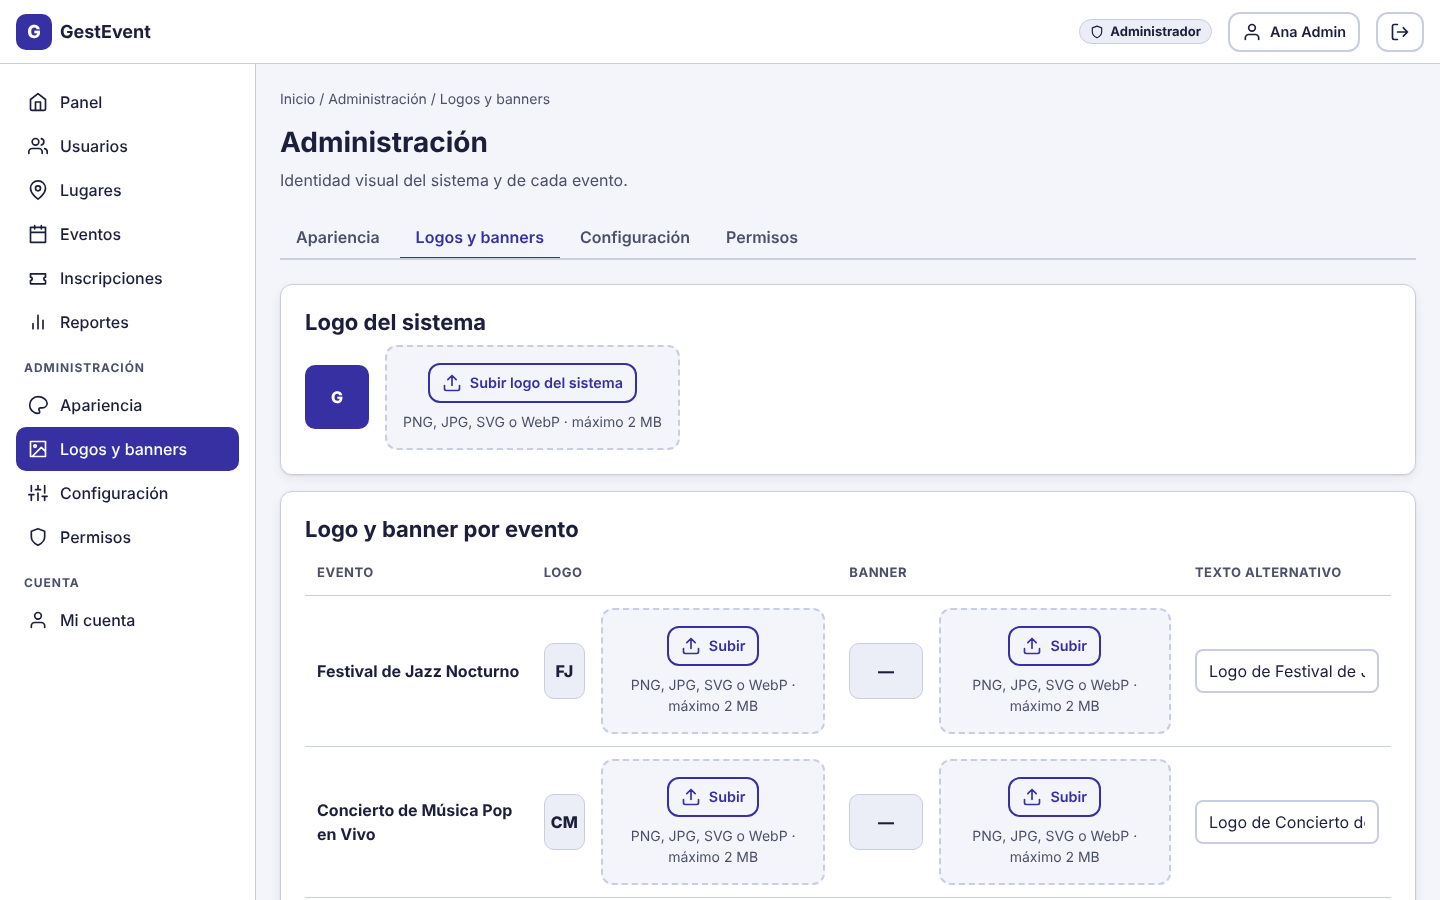 G GestEvent
Administrador
Ana Admin
Panel
Usuarios
Lugares
Eventos
Inscripciones
Reportes
ADMINISTRACIÓN
Apariencia
Logos y banners
Configuración
Permisos
CUENTA
Mi cuenta
Inicio / Administración / Logos y banners
Administración
Identidad visual del sistema y de cada evento.
Apariencia Logos y banners Configuración Permisos
Logo del sistema
G
Subir logo del sistema
PNG, JPG, SVG o WebP · máximo 2 MB
Logo y banner por evento
EVENTO LOGO BANNER TEXTO ALTERNATIVO
Festival de Jazz Nocturno
FJ
Subir
PNG, JPG, SVG o WebP ·
máximo 2 MB
—
Subir
PNG, JPG, SVG o WebP ·
máximo 2 MB
Logo de Festival de
Concierto de Música Pop
en Vivo
CM
Subir
PNG, JPG, SVG o WebP ·
máximo 2 MB
—
Subir
PNG, JPG, SVG o WebP ·
máximo 2 MB
Logo de Concierto d